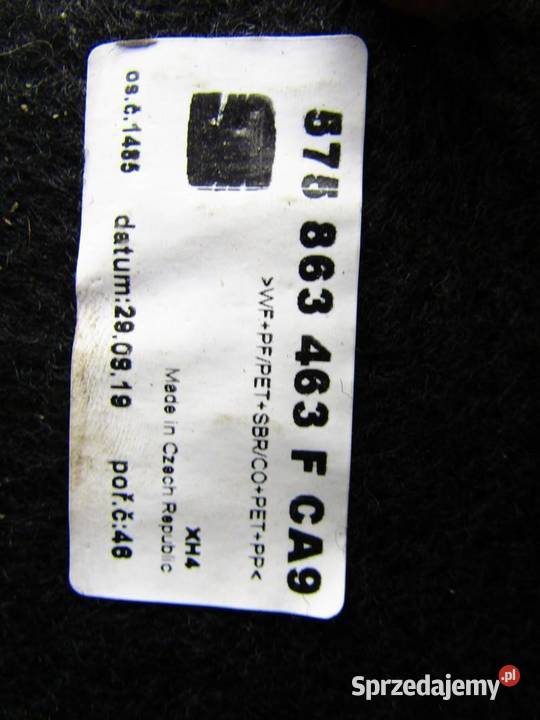 575 863 463 F CA9
>WF+PF/PET+SBR/CO+PET+PP<
XH4
Made in Czech Republic
os.č.1485 datum:29.08.19 poř.č:46
Sprzedajemy.pl